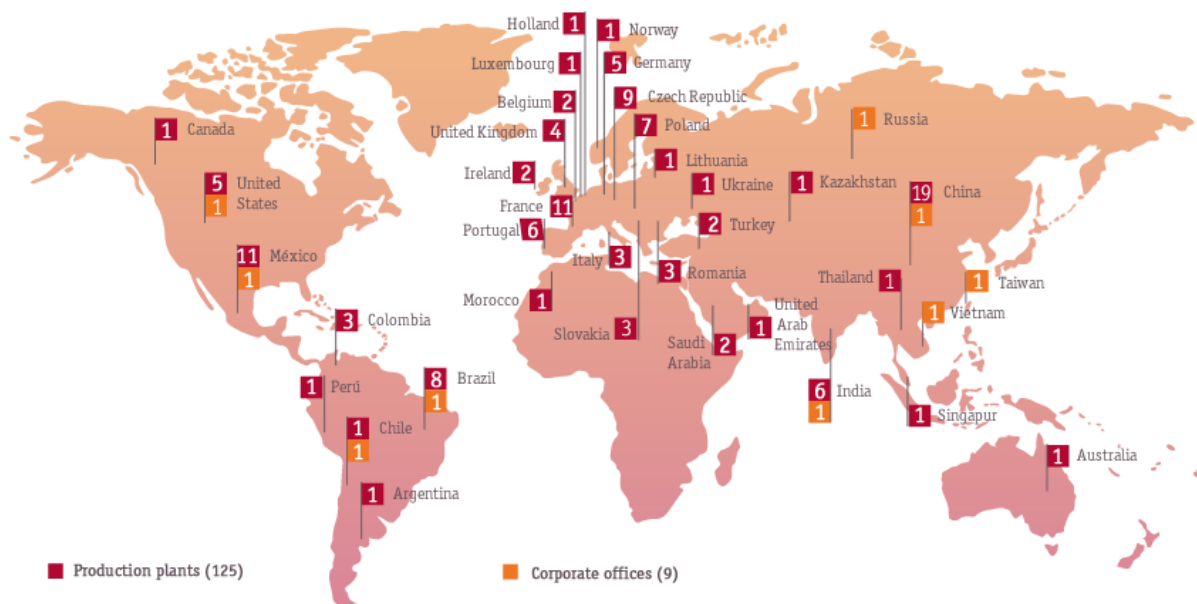 Holland 1
1 Norway
Luxembourg 1
5 Germany
Belgium 2
9 Czech Republic
United Kingdom 4
7 Poland
1 Canada
1 Russia
Ireland 2
1 Lithuania
5 United
1 States
1 Ukraine
1 Kazakhstan
19 China
1
France 11
Portugal 6
2 Turkey
11 México
1
Italy 3
3 Romania
Thailand 1
1 Taiwan
Morocco 1
1 Vietnam
3 Colombia
Slovakia 3
Saudi 2
Arabia
United
1 Arab
Emirates
1 Perú
8 Brazil
1
6 India
1
1 Singapur
1 Chile
1
1 Australia
1 Argentina
Production plants (125)
Corporate offices (9)